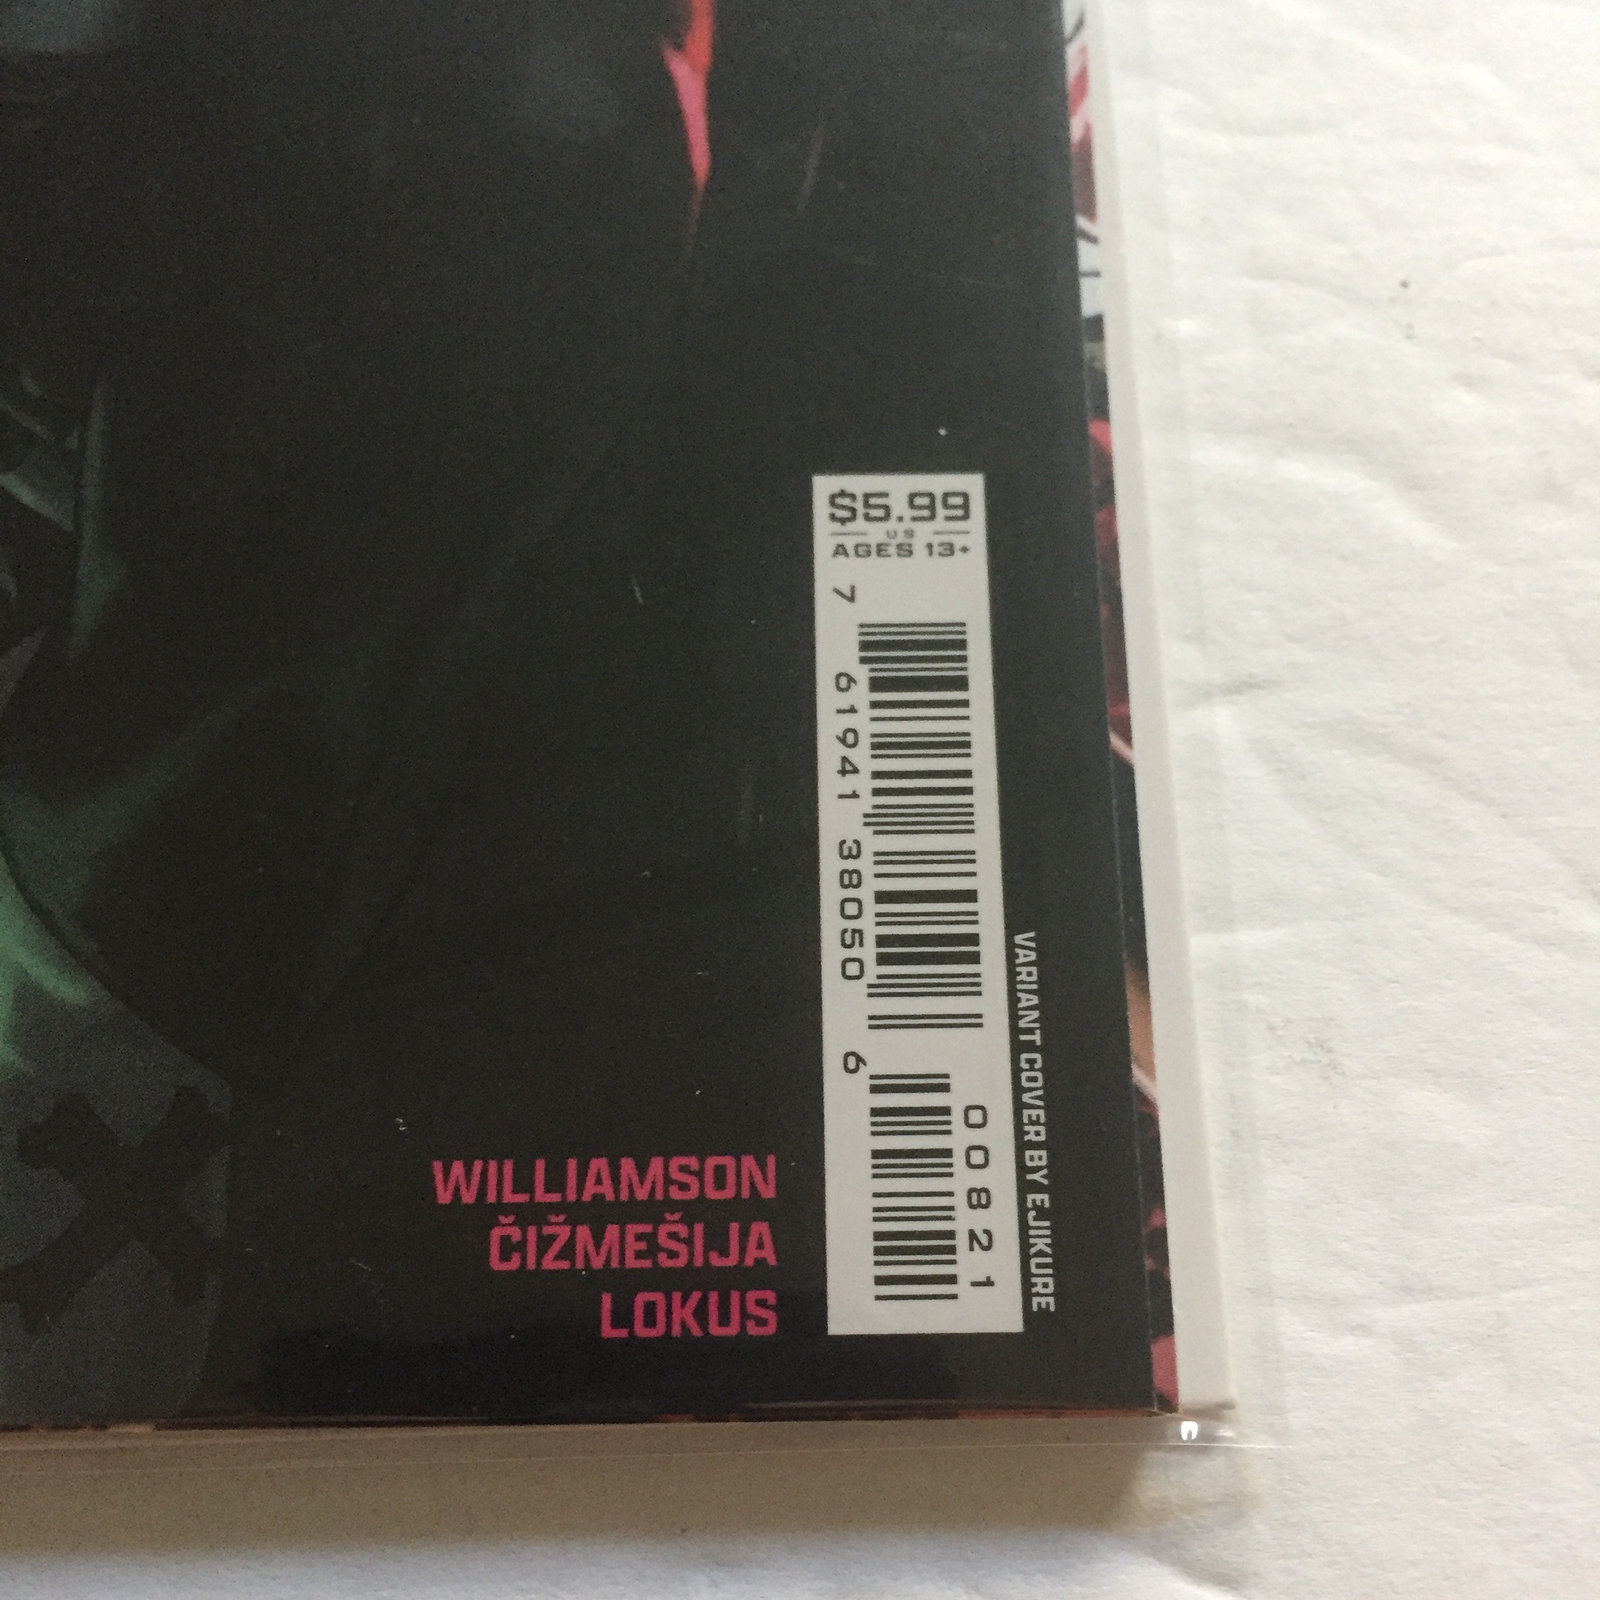 $5.99
US
AGES 13+
7 61941 38050 6
00821
VARIANT COVER BY EJIKURE
WILLIAMSON
ČIŽMEŠIJA
LOKUS